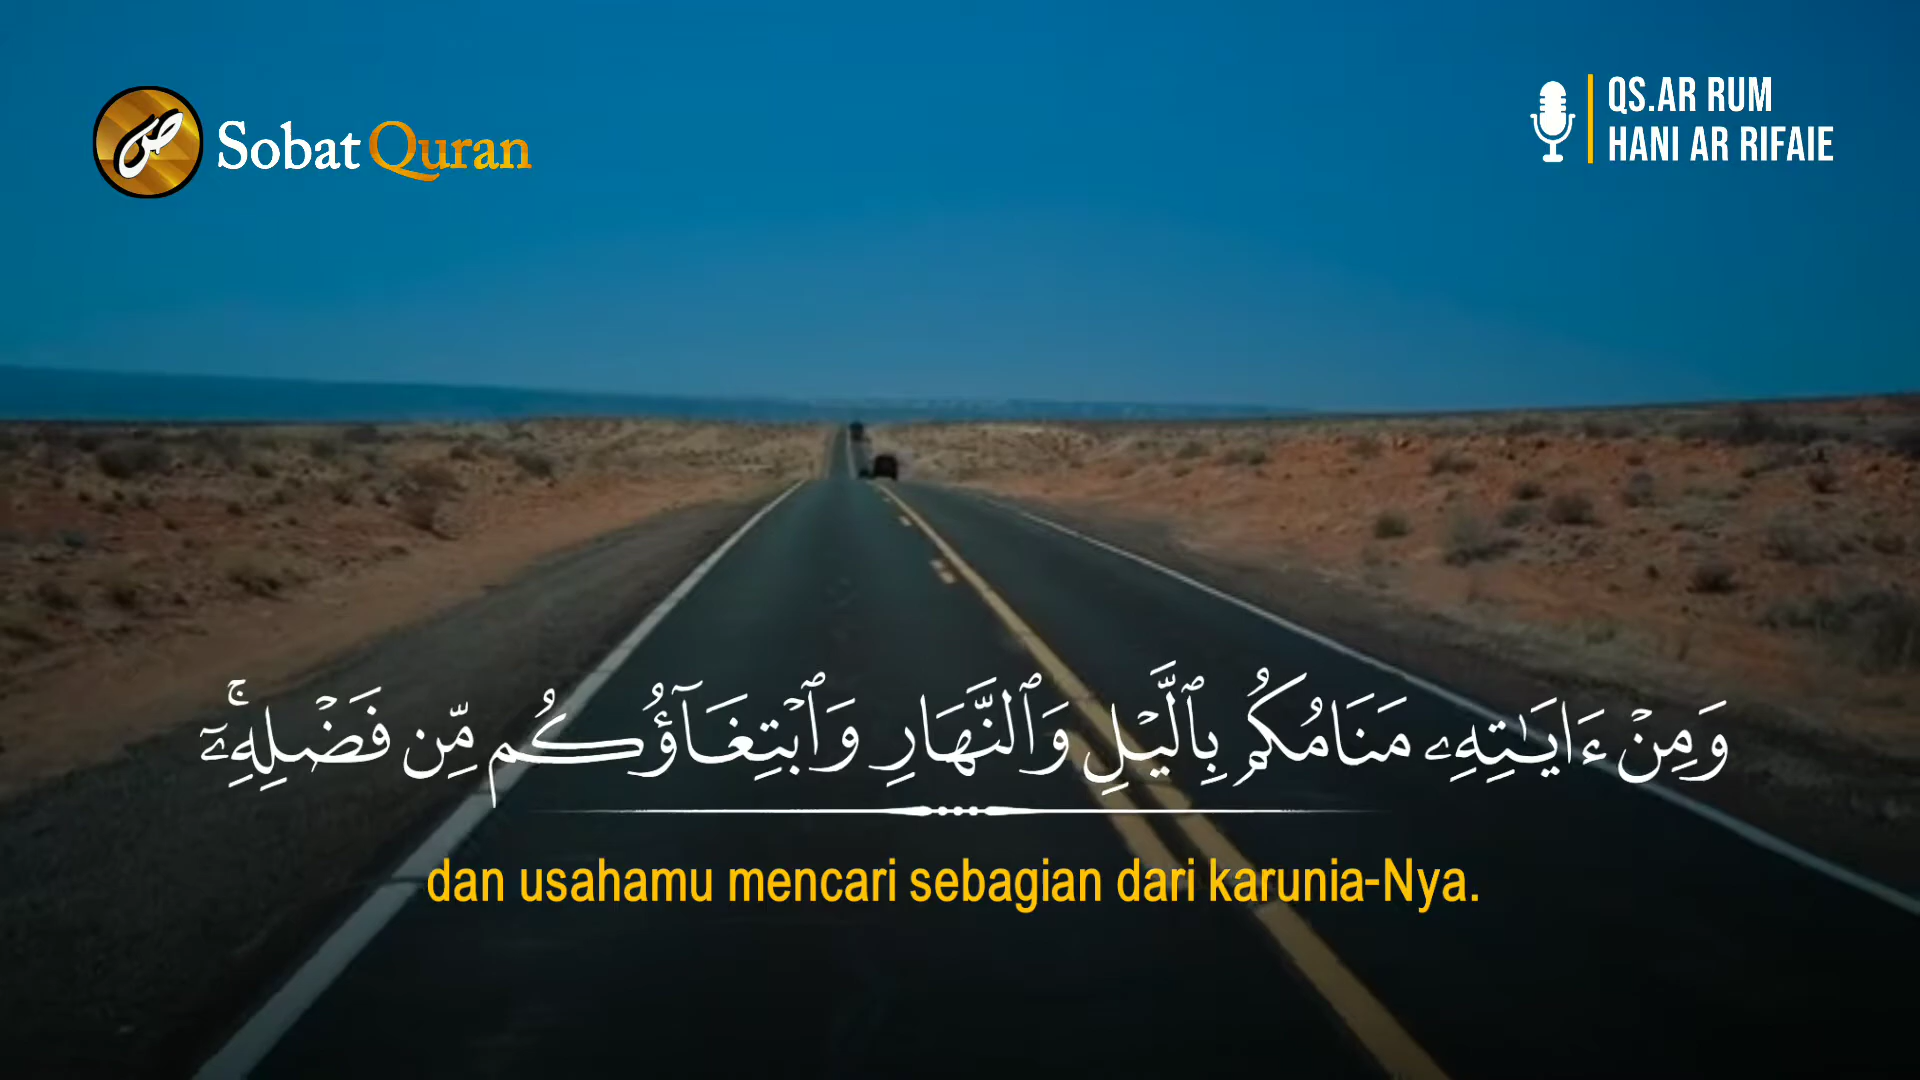 ص
Sobat Quran
QS.AR RUM
HANI AR RIFAIE
وَمِنْ ءَايَـٰتِهِۦ مَنَامُكُم بِٱلَّيْلِ وَٱلنَّهَارِ وَٱبْتِغَآؤُكُم مِّن فَضْلِهِۦٓ ۚ
dan usahamu mencari sebagian dari karunia-Nya.